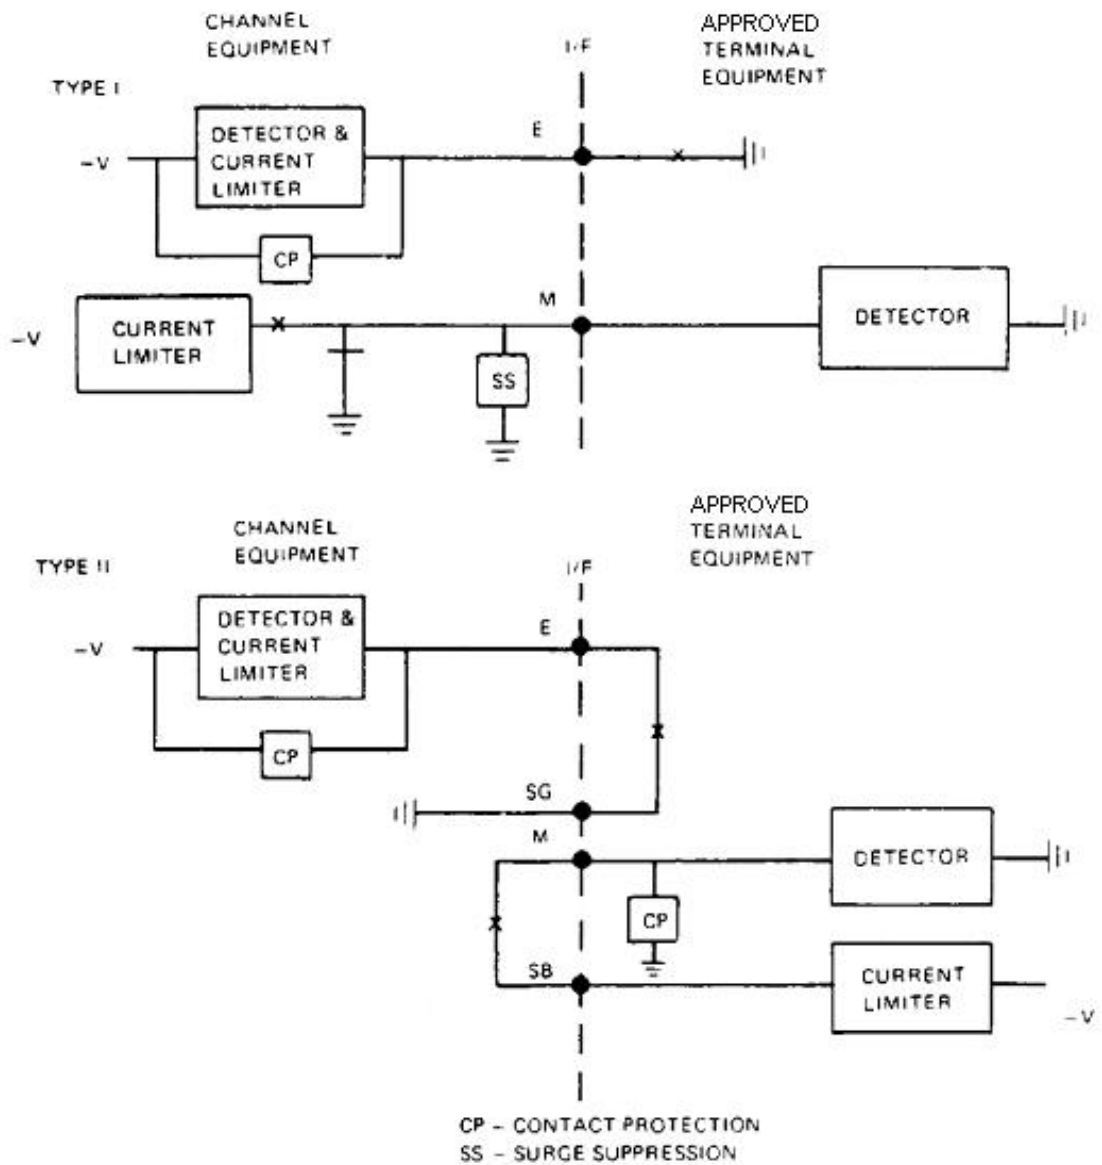 CHANNEL
EQUIPMENT
I/F
APPROVED
TERMINAL
EQUIPMENT
TYPE I
-V
DETECTOR &
CURRENT
LIMITER
E
CP
M
-V
CURRENT
LIMITER
SS
DETECTOR
CHANNEL
EQUIPMENT
I/F
APPROVED
TERMINAL
EQUIPMENT
TYPE II
-V
DETECTOR &
CURRENT
LIMITER
E
CP
SG
M
DETECTOR
CP
SB
CURRENT
LIMITER
-V
CP - CONTACT PROTECTION
SS - SURGE SUPPRESSION